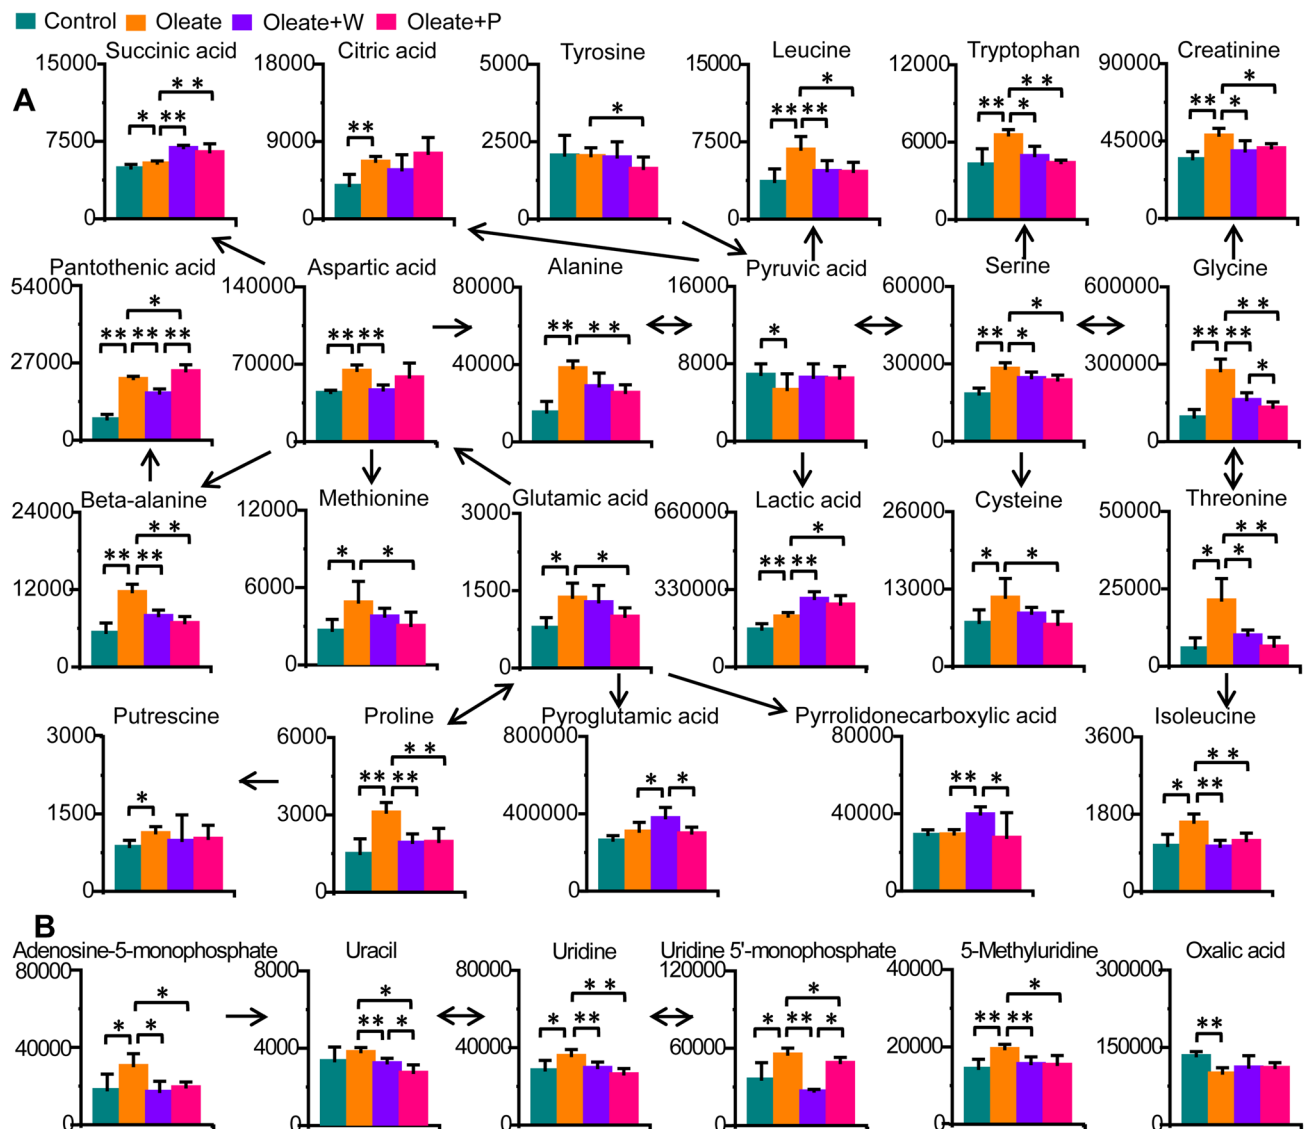 Control Oleate Oleate+W Oleate+P
A
Succinic acid Citric acid Tyrosine Leucine Tryptophan Creatinine
15000 18000 5000 15000 12000 90000
* ** ** ** * ** ** * ** * ** ** * *
7500 9000 2500 7500 6000 45000
0 0 0 0 0 0
Pantothenic acid Aspartic acid Alanine Pyruvic acid Serine Glycine
54000 140000 80000 16000 60000 600000
** ** ** * ** ** ** ** * ** * * ** ** ** *
27000 70000 40000 8000 30000 300000
0 0 0 0 0 0
Beta-alanine Methionine Glutamic acid Lactic acid Cysteine Threonine
24000 12000 3000 660000 26000 50000
** ** ** * * * * ** ** * * * * * **
12000 6000 1500 330000 13000 25000
0 0 0 0 0 0
Putrescine Proline Pyroglutamic acid Pyrrolidonecarboxylic acid Isoleucine
3000 6000 800000 80000 3600
* ** ** ** * * ** * * ** **
1500 3000 400000 40000 1800
0 0 0 0 0
B
Adenosine-5-monophosphate Uracil Uridine Uridine 5'-monophosphate 5-Methyluridine Oxalic acid
80000 8000 80000 120000 40000 300000
* * * ** * * * ** ** * ** * * ** ** * **
40000 4000 40000 60000 20000 150000
0 0 0 0 0 0